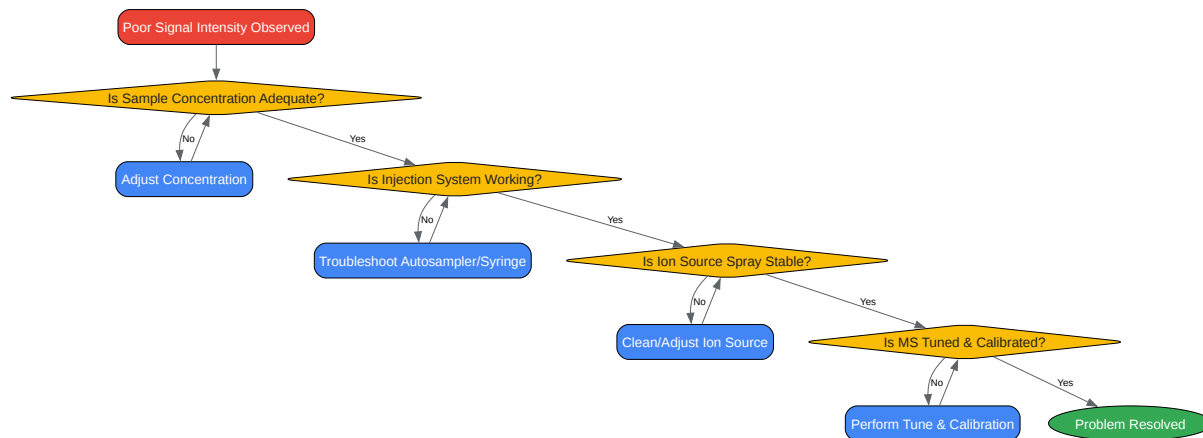 Poor Signal Intensity Observed
Is Sample Concentration Adequate?
No
Yes
Adjust Concentration
Is Injection System Working?
No
Yes
Troubleshoot Autosampler/Syringe
Is Ion Source Spray Stable?
No
Yes
Clean/Adjust Ion Source
Is MS Tuned & Calibrated?
No
Yes
Perform Tune & Calibration
Problem Resolved